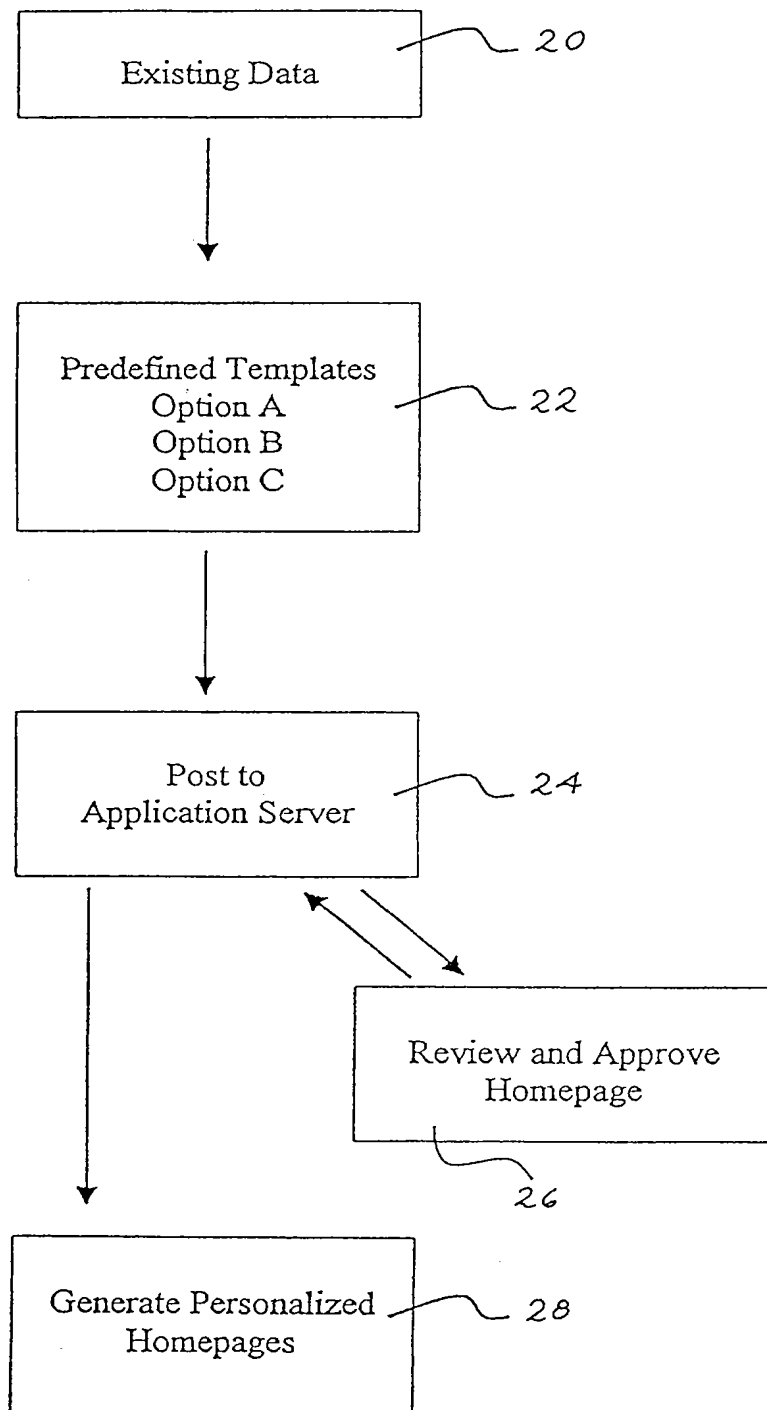 Existing Data
20
Predefined Templates
Option A
Option B
Option C
22
Post to
Application Server
24
Review and Approve
Homepage
26
Generate Personalized
Homepages
28